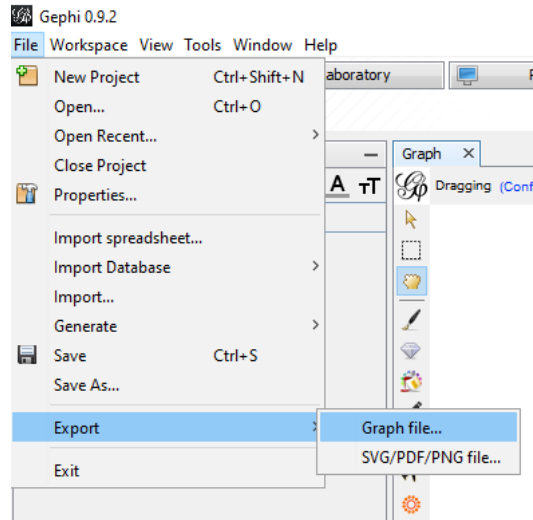 Gephi 0.9.2
File Workspace View Tools Window Help
New Project Ctrl+Shift+N
aboratory
Open... Ctrl+O
Open Recent...
Close Project
Graph
Properties...
A TT
Dragging (Conf
Import spreadsheet...
Import Database
Import...
Generate
Save Ctrl+S
Save As...
Export
Graph file...
SVG/PDF/PNG file...
Exit